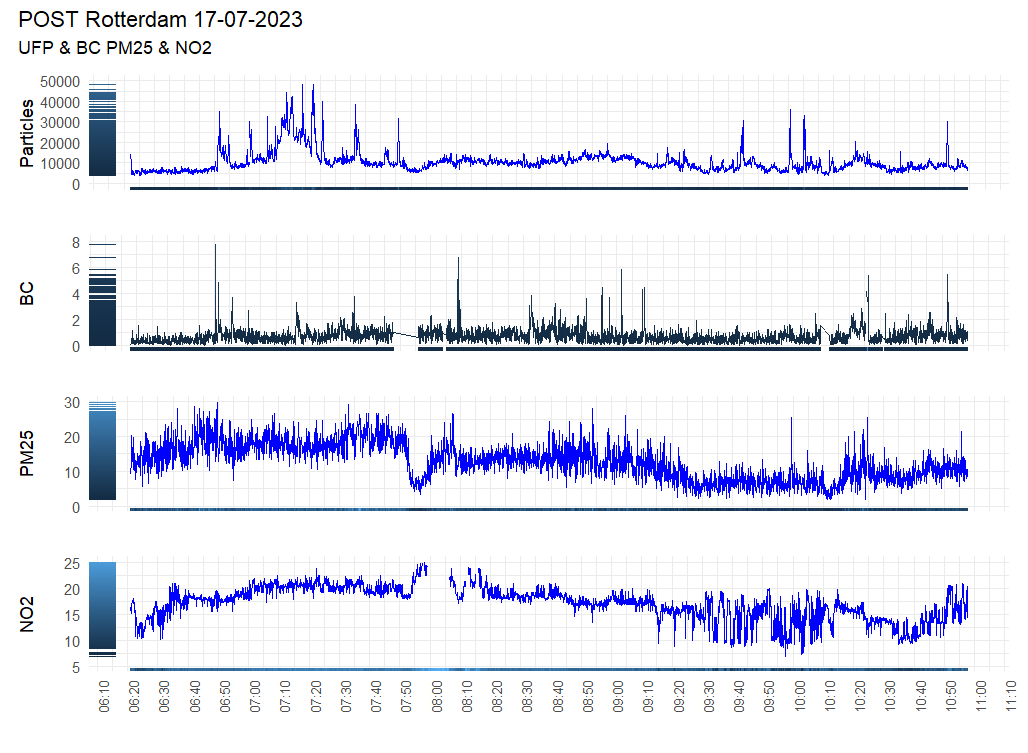 POST Rotterdam 17-07-2023
UFP & BC PM25 & NO2
Particles
50000
40000
30000
20000
10000
0
BC
8
6
4
2
0
PM25
30
20
10
0
NO2
25
20
15
10
5
06:10 06:20 06:30 06:40 06:50 07:00 07:10 07:20 07:30 07:40 07:50 08:00 08:10 08:20 08:30 08:40 08:50 09:00 09:10 09:20 09:30 09:40 09:50 10:00 10:10 10:20 10:30 10:40 10:50 11:00 11:10